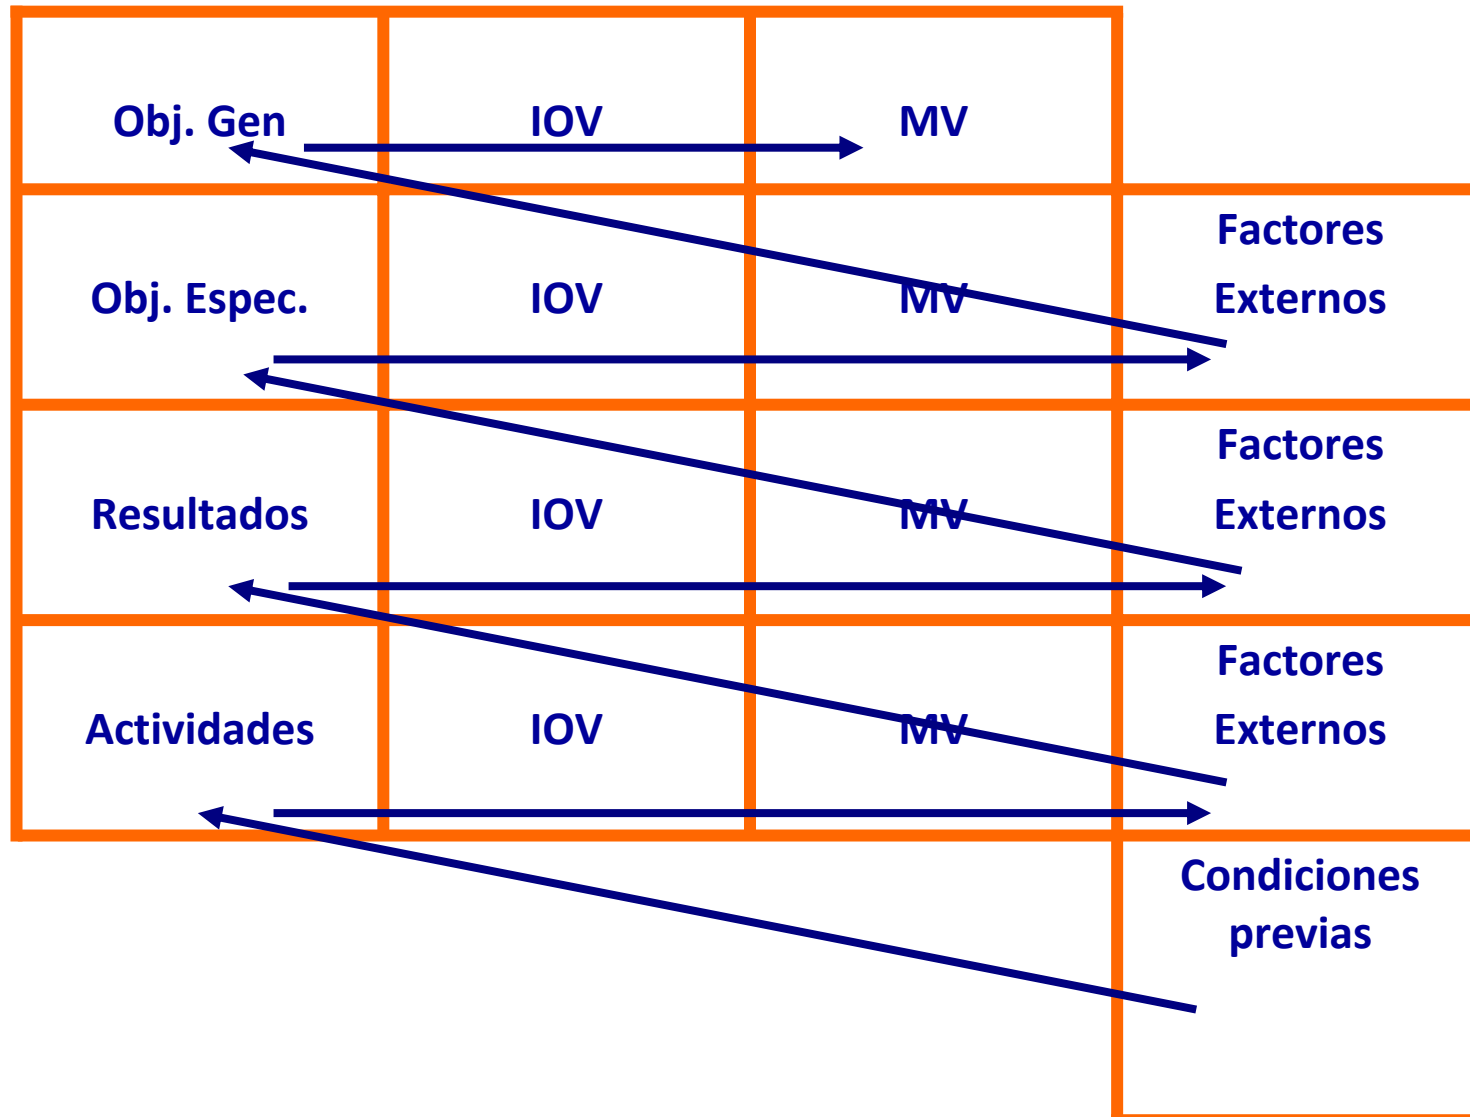 Obj. Gen IOV MV
Factores
Obj. Espec. IOV MV Externos
Factores
Resultados IOV MV Externos
Factores
Actividades IOV MV Externos
Condiciones
previas